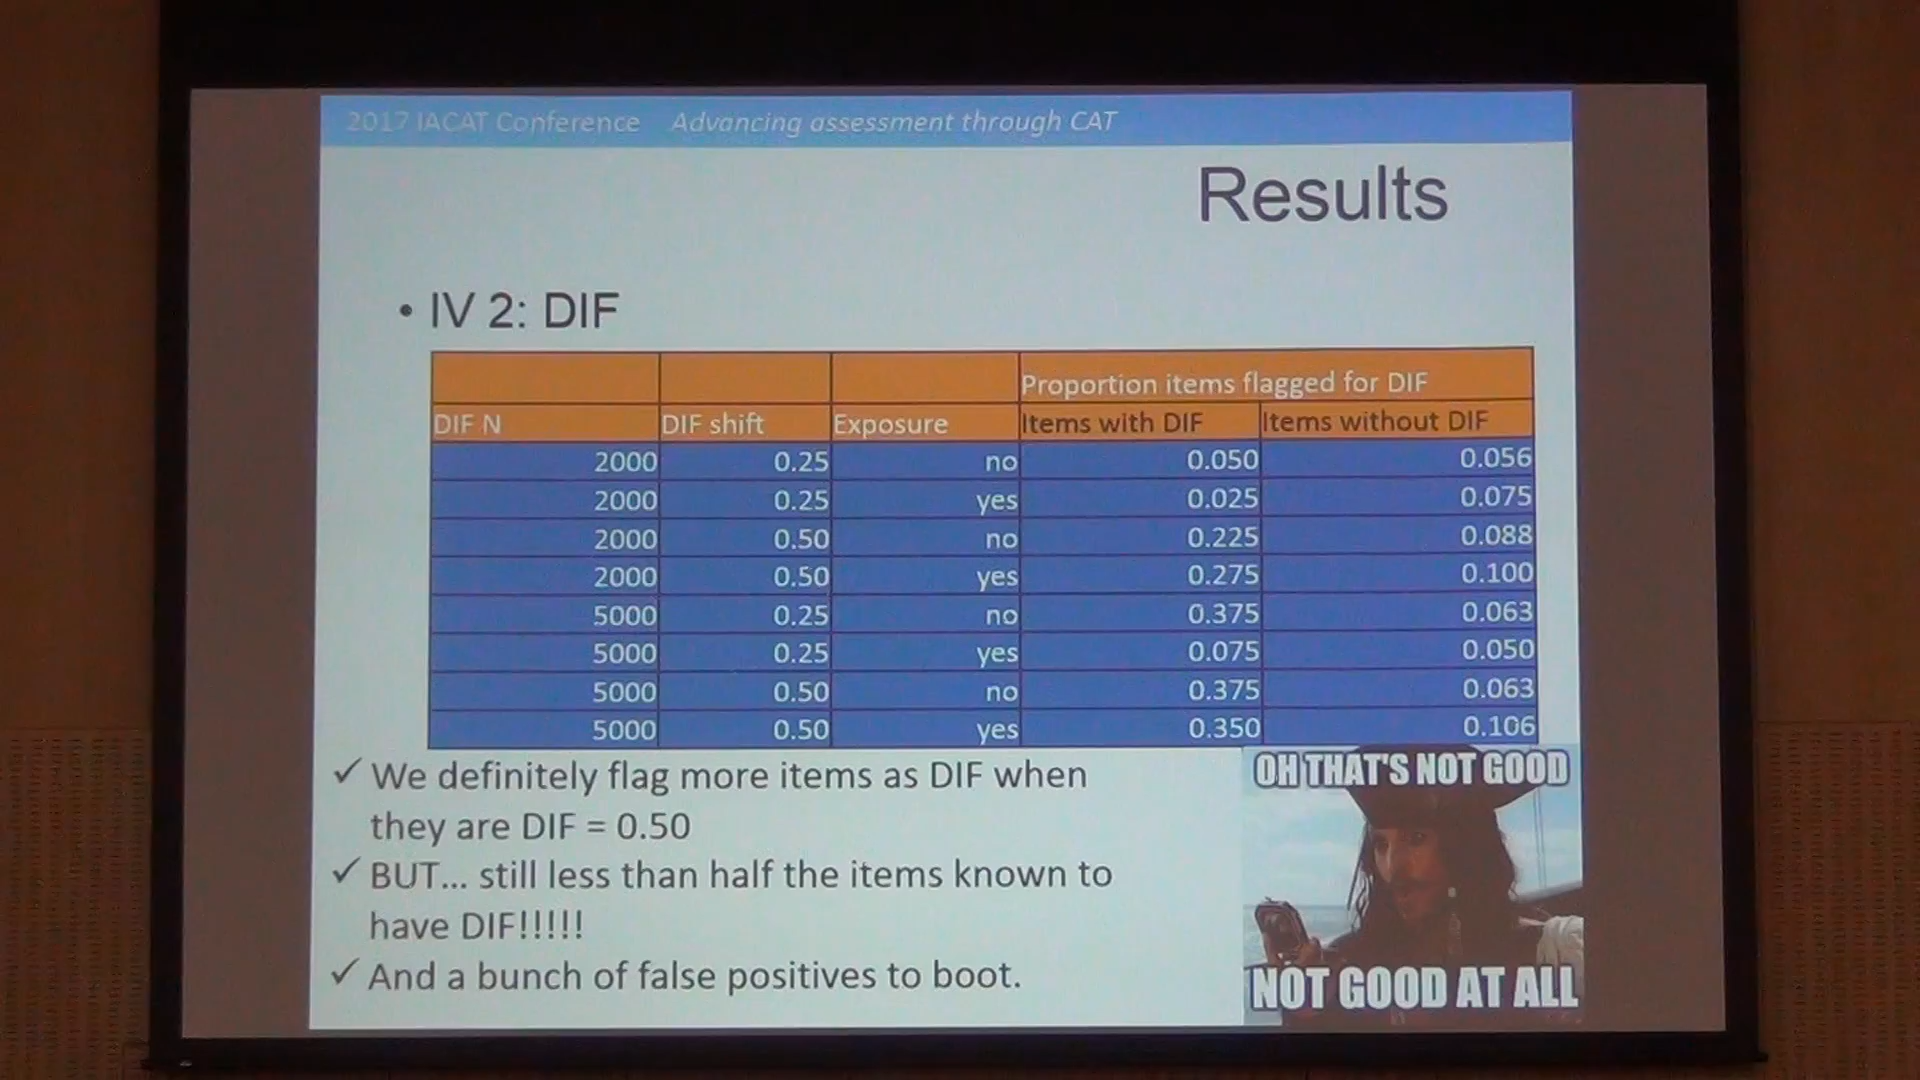 2017 IACAT Conference Advancing assessment through CAT
Results
• IV 2: DIF
Proportion items flagged for DIF
DIF N DIF shift Exposure Items with DIF Items without DIF
2000 0.25 no 0.050 0.056
2000 0.25 yes 0.025 0.075
2000 0.50 no 0.225 0.088
2000 0.50 yes 0.275 0.100
5000 0.25 no 0.375 0.063
5000 0.25 yes 0.075 0.050
5000 0.50 no 0.375 0.063
5000 0.50 yes 0.350 0.106
✓ We definitely flag more items as DIF when
they are DIF = 0.50
✓ BUT... still less than half the items known to
have DIF!!!!!
✓ And a bunch of false positives to boot.
OH THAT'S NOT GOOD
NOT GOOD AT ALL